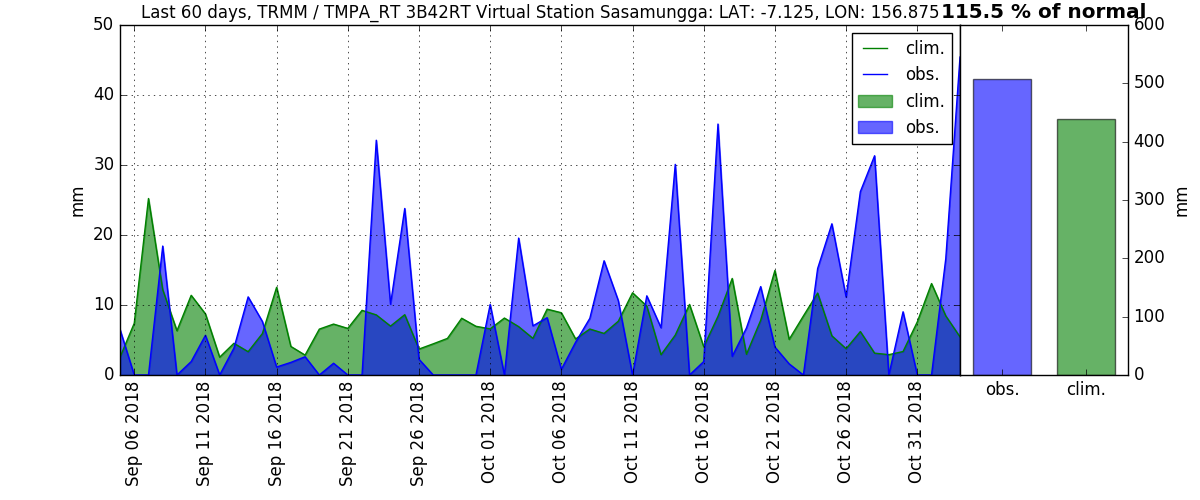 Last 60 days, TRMM / TMPA_RT 3B42RT Virtual Station Sasamungga: LAT: -7.125, LON: 156.875
115.5 % of normal
50
40
30
20
10
0
mm
Sep 06 2018
Sep 11 2018
Sep 16 2018
Sep 21 2018
Sep 26 2018
Oct 01 2018
Oct 06 2018
Oct 11 2018
Oct 16 2018
Oct 21 2018
Oct 26 2018
Oct 31 2018
clim.
obs.
clim.
obs.
600
500
400
300
200
100
0
mm
obs.
clim.